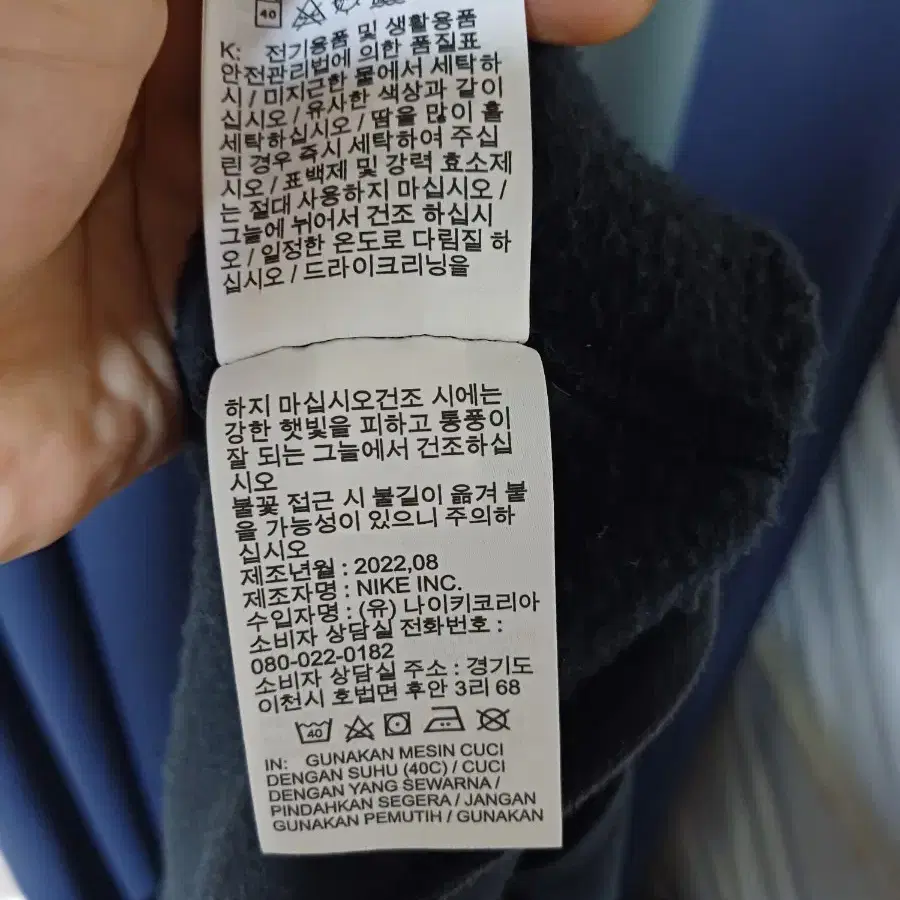 40
K: 전기용품 및 생활용품
안전관리법에 의한 품질표
시 / 미지근한 물에서 세탁하
십시오 / 유사한 색상과 같이
세탁하십시오 / 땀을 많이 흘
린 경우 즉시 세탁하여 주십
시오 / 표백제 및 강력 효소제
는 절대 사용하지 마십시오 /
그늘에 뉘어서 건조 하십시
오 / 일정한 온도로 다림질 하
십시오 / 드라이크리닝을
하지 마십시오건조 시에는
강한 햇빛을 피하고 통풍이
잘 되는 그늘에서 건조하십
시오
불꽃 접근 시 불길이 옮겨 붙
을 가능성이 있으니 주의하
십시오
제조년월 : 2022,08
제조자명 : NIKE INC.
수입자명 : (유) 나이키코리아
소비자 상담실 전화번호 :
080-022-0182
소비자 상담실 주소 : 경기도
이천시 호법면 후안 3리 68
40
IN: GUNAKAN MESIN CUCI
DENGAN SUHU (40C) / CUCI
DENGAN YANG SEWARNA /
PINDAHKAN SEGERA / JANGAN
GUNAKAN PEMUTIH / GUNAKAN